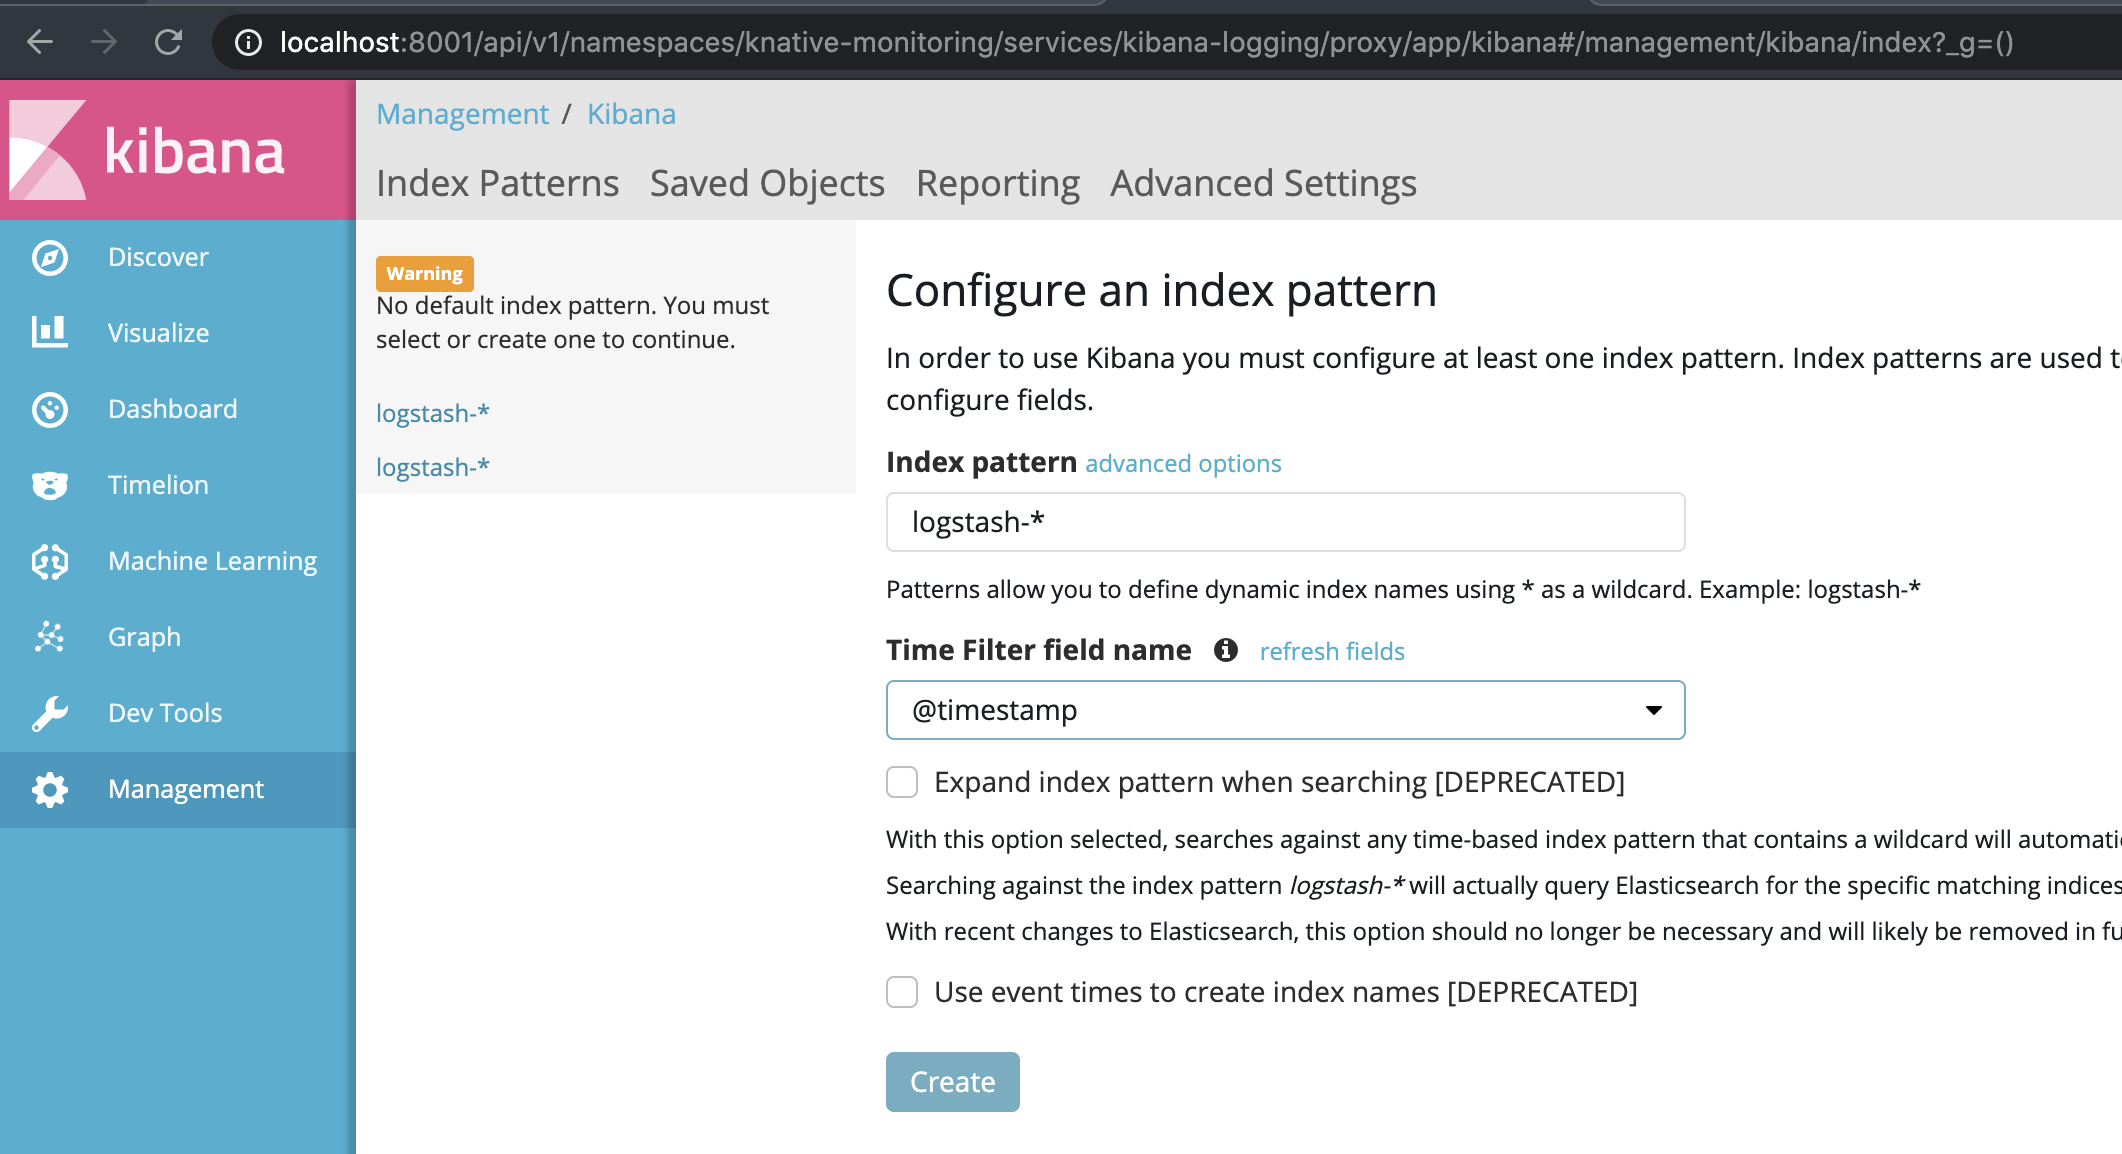 localhost:8001/api/v1/namespaces/knative-monitoring/services/kibana-logging/proxy/app/kibana#/management/kibana/index?_g=()
kibana
Discover
Visualize
Dashboard
Timelion
Machine Learning
Graph
Dev Tools
Management
Management / Kibana
Index Patterns Saved Objects Reporting Advanced Settings
Warning
No default index pattern. You must
select or create one to continue.
logstash-*
logstash-*
Configure an index pattern
In order to use Kibana you must configure at least one index pattern. Index patterns are used
configure fields.
Index pattern advanced options
logstash-*
Patterns allow you to define dynamic index names using * as a wildcard. Example: logstash-*
Time Filter field name refresh fields
@timestamp
Expand index pattern when searching [DEPRECATED]
With this option selected, searches against any time-based index pattern that contains a wildcard will
Searching against the index pattern logstash-* will actually query Elasticsearch for the specific matching indices
With recent changes to Elasticsearch, this option should no longer be necessary and will likely be removed in
Use event times to create index names [DEPRECATED]
Create